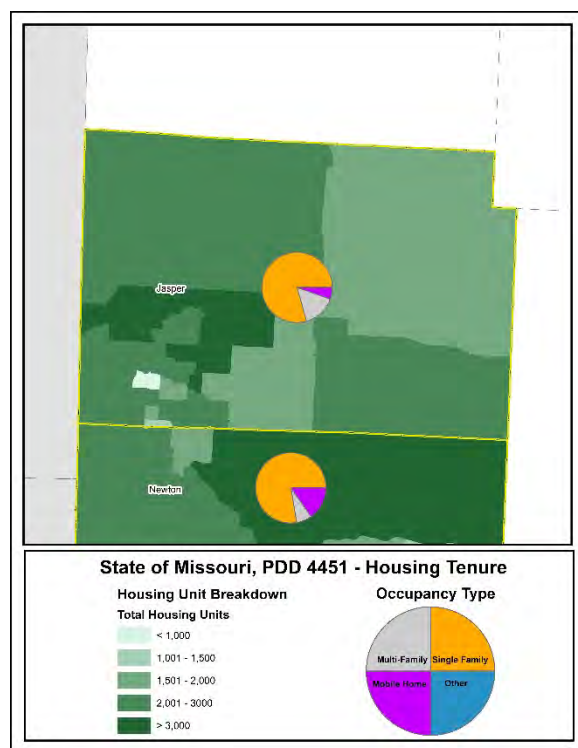 Jasper
Newton
State of Missouri, PDD 4451 - Housing Tenure
Housing Unit Breakdown
Total Housing Units
< 1,000
1,001 - 1,500
1,501 - 2,000
2,001 - 3000
> 3,000
Occupancy Type
Multi-Family
Single Family
Mobile Home
Other